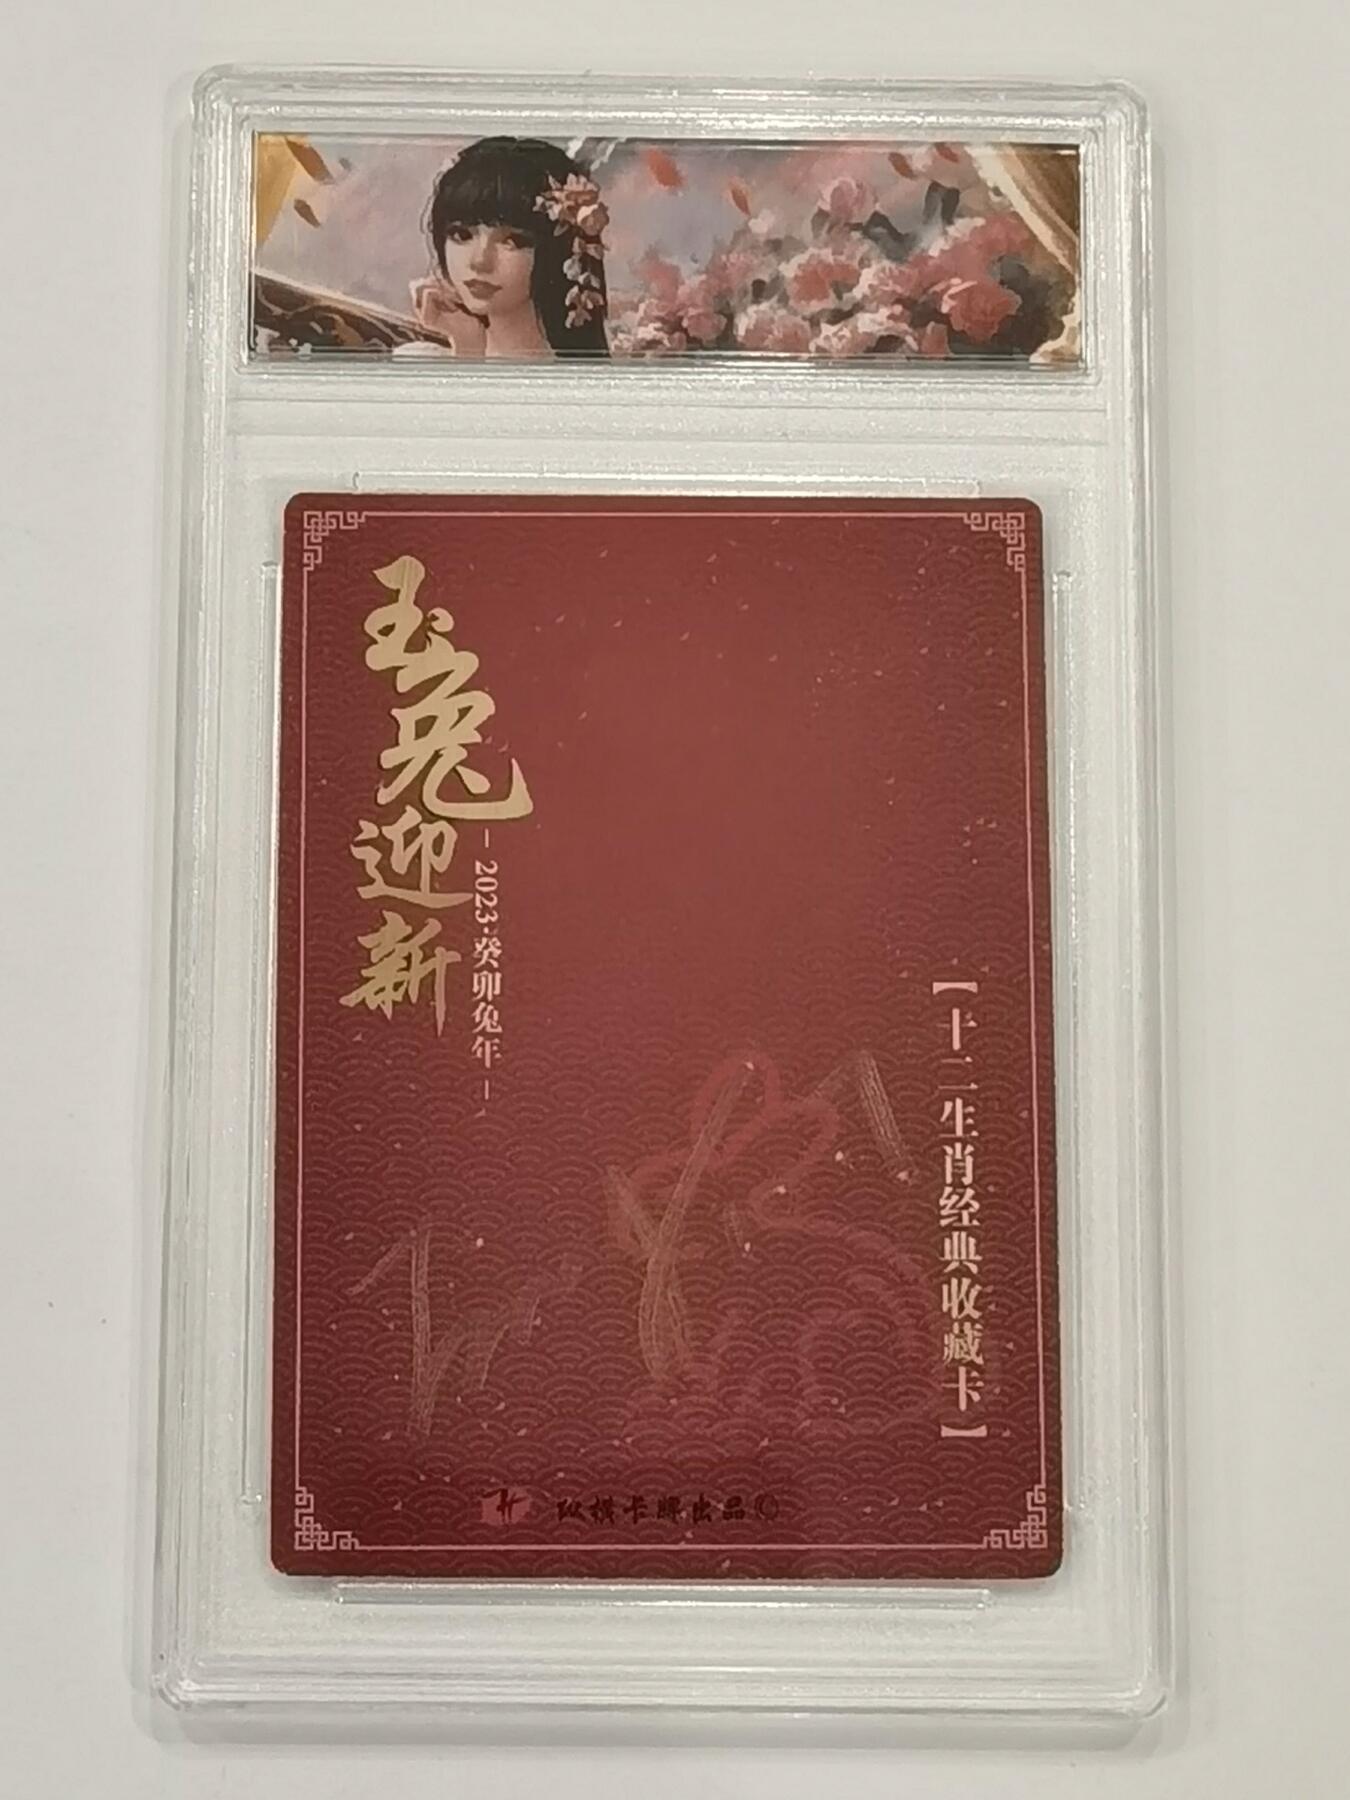 玉兔迎新
— 2023·癸卯兔年 —
【十二生肖经典收藏卡】
纵横卡牌出品©